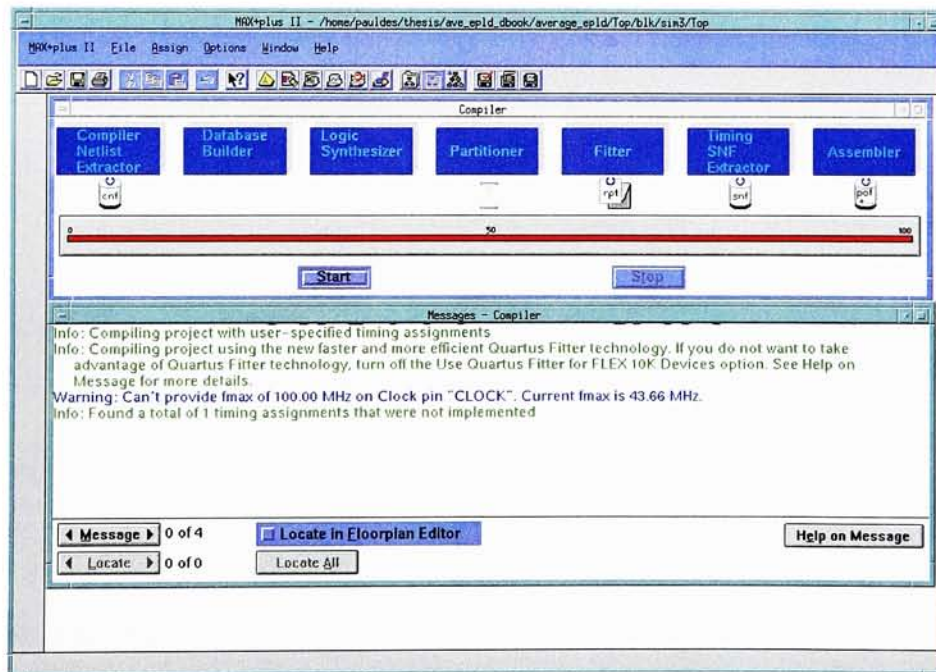 MAX+plus II - /home/pauldes/thesis/ave_epld_dbook/average_epld/Top/blk/sim3/Top
MAX+plus II File Assign Options Window Help
Compiler
Compiler Netlist Extractor
Database Builder
Logic Synthesizer
Partitioner
Fitter
Timing SNF Extractor
Assembler
cnf
rpt
snf
pof
0 50 100
Start Stop
Messages - Compiler
Info: Compiling project with user-specified timing assignments
Info: Compiling project using the new faster and more efficient Quartus Fitter technology. If you do not want to take
advantage of Quartus Fitter technology, turn off the Use Quartus Fitter for FLEX 10K Devices option. See Help on
Message for more details.
Warning: Can't provide fmax of 100.00 MHz on Clock pin "CLOCK". Current fmax is 43.66 MHz.
Info: Found a total of 1 timing assignments that were not implemented
Message 0 of 4 Locate in Floorplan Editor Help on Message
Locate 0 of 0 Locate All